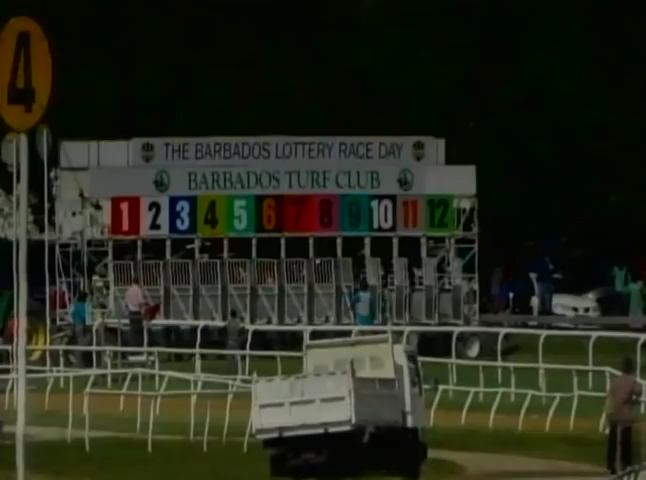 4
THE BARBADOS LOTTERY RACE DAY
BARBADOS TURF CLUB
1 2 3 4 5 6 7 8 9 10 11 12